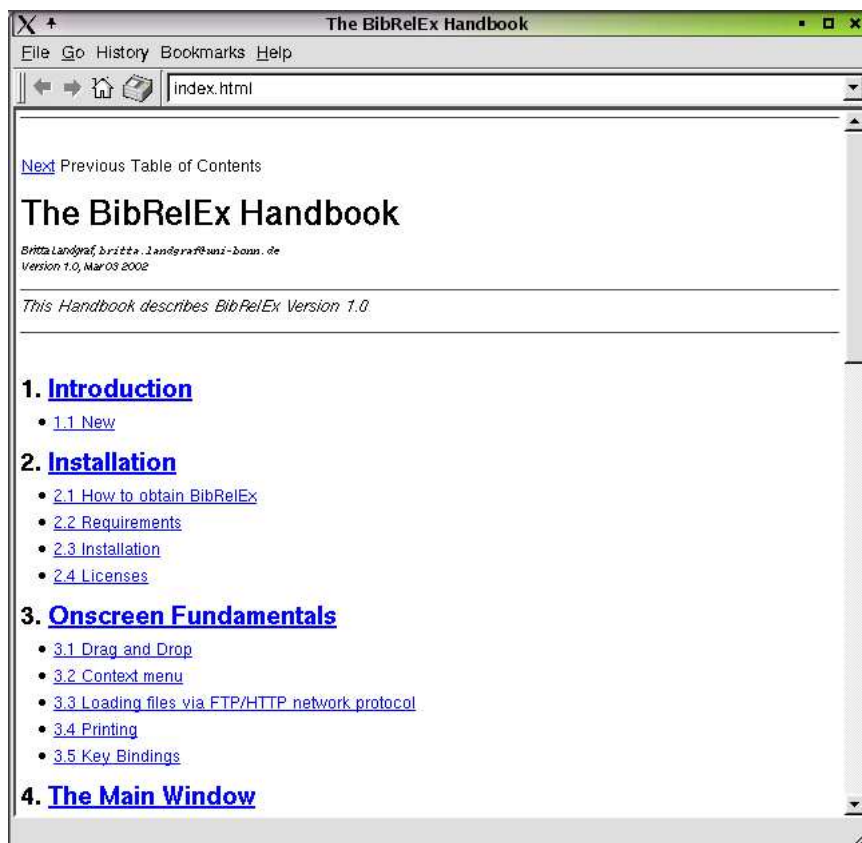 The BibRelEx Handbook
File Go History Bookmarks Help
index.html
Next Previous Table of Contents
The BibRelEx Handbook
Britta Landgraf, britta.landgraf@uni-bonn.de
Version 1.0, Mar 03 2002
This Handbook describes BibRelEx Version 1.0
1. Introduction
• 1.1 New
2. Installation
• 2.1 How to obtain BibRelEx
• 2.2 Requirements
• 2.3 Installation
• 2.4 Licenses
3. Onscreen Fundamentals
• 3.1 Drag and Drop
• 3.2 Context menu
• 3.3 Loading files via FTP/HTTP network protocol
• 3.4 Printing
• 3.5 Key Bindings
4. The Main Window